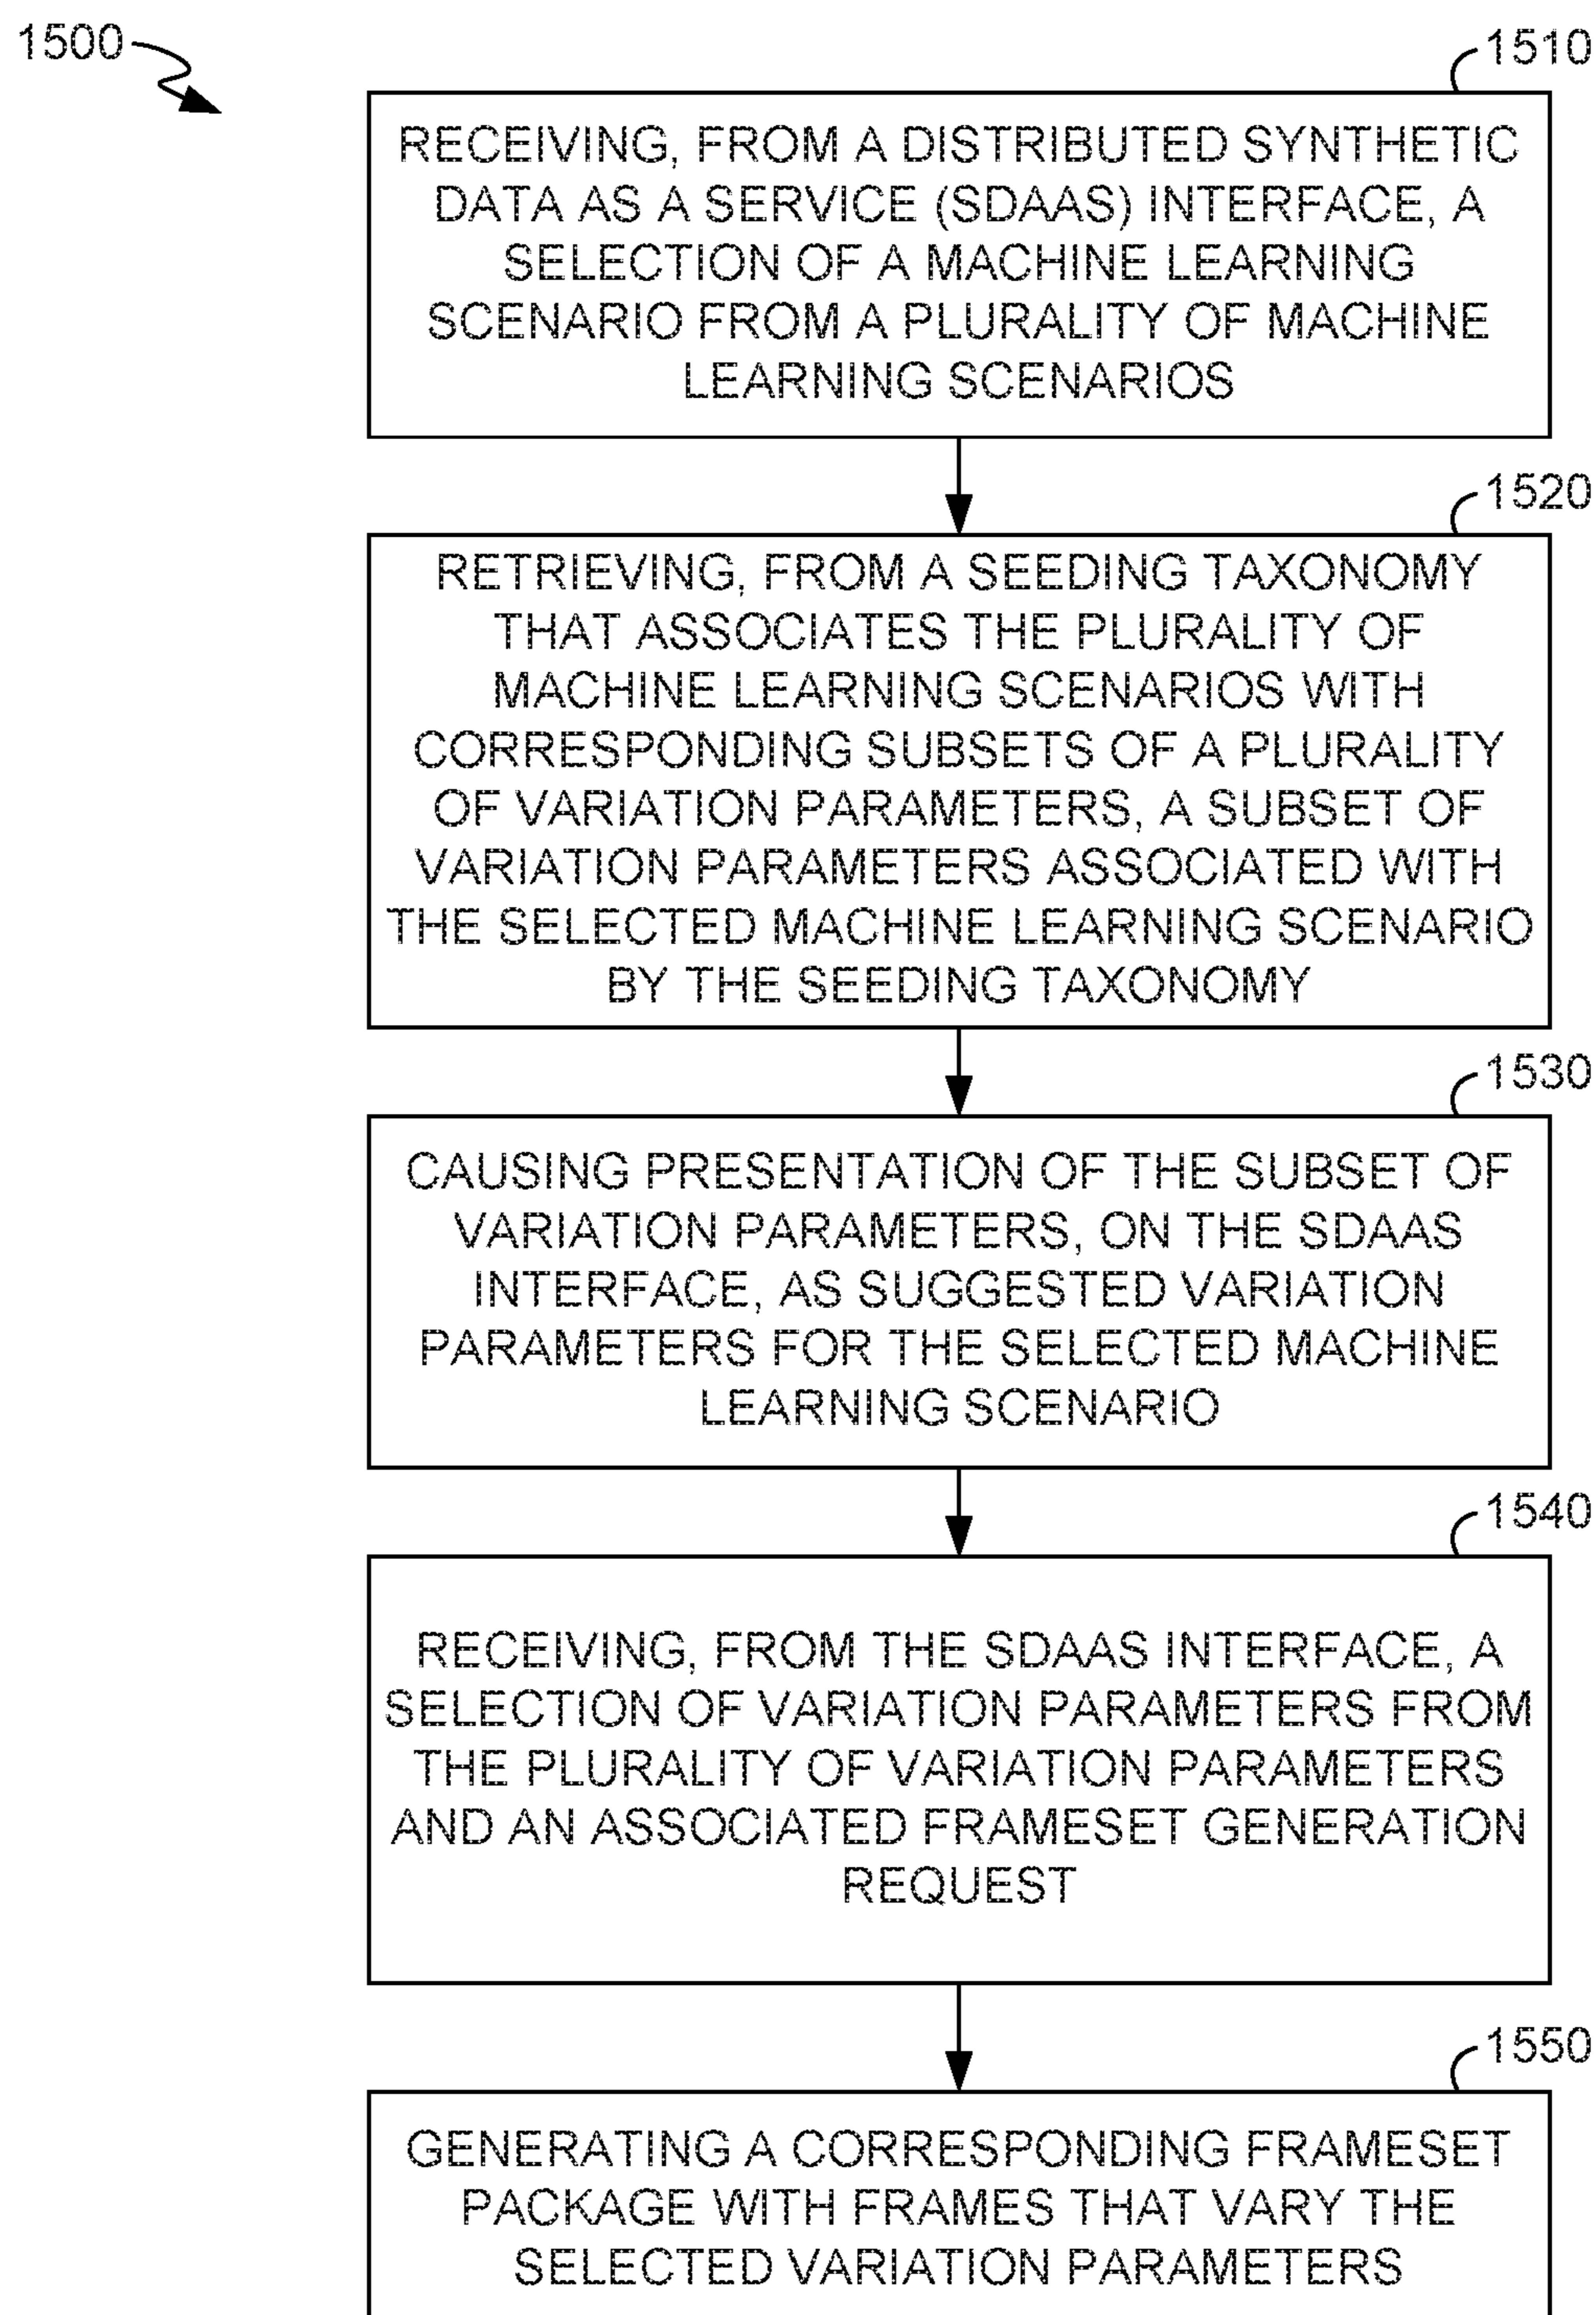 1500
1510
RECEIVING, FROM A DISTRIBUTED SYNTHETIC
DATA AS A SERVICE (SDAAS) INTERFACE, A
SELECTION OF A MACHINE LEARNING
SCENARIO FROM A PLURALITY OF MACHINE
LEARNING SCENARIOS
1520
RETRIEVING, FROM A SEEDING TAXONOMY
THAT ASSOCIATES THE PLURALITY OF
MACHINE LEARNING SCENARIOS WITH
CORRESPONDING SUBSETS OF A PLURALITY
OF VARIATION PARAMETERS, A SUBSET OF
VARIATION PARAMETERS ASSOCIATED WITH
THE SELECTED MACHINE LEARNING SCENARIO
BY THE SEEDING TAXONOMY
1530
CAUSING PRESENTATION OF THE SUBSET OF
VARIATION PARAMETERS, ON THE SDAAS
INTERFACE, AS SUGGESTED VARIATION
PARAMETERS FOR THE SELECTED MACHINE
LEARNING SCENARIO
1540
RECEIVING, FROM THE SDAAS INTERFACE, A
SELECTION OF VARIATION PARAMETERS FROM
THE PLURALITY OF VARIATION PARAMETERS
AND AN ASSOCIATED FRAMESET GENERATION
REQUEST
1550
GENERATING A CORRESPONDING FRAMESET
PACKAGE WITH FRAMES THAT VARY THE
SELECTED VARIATION PARAMETERS